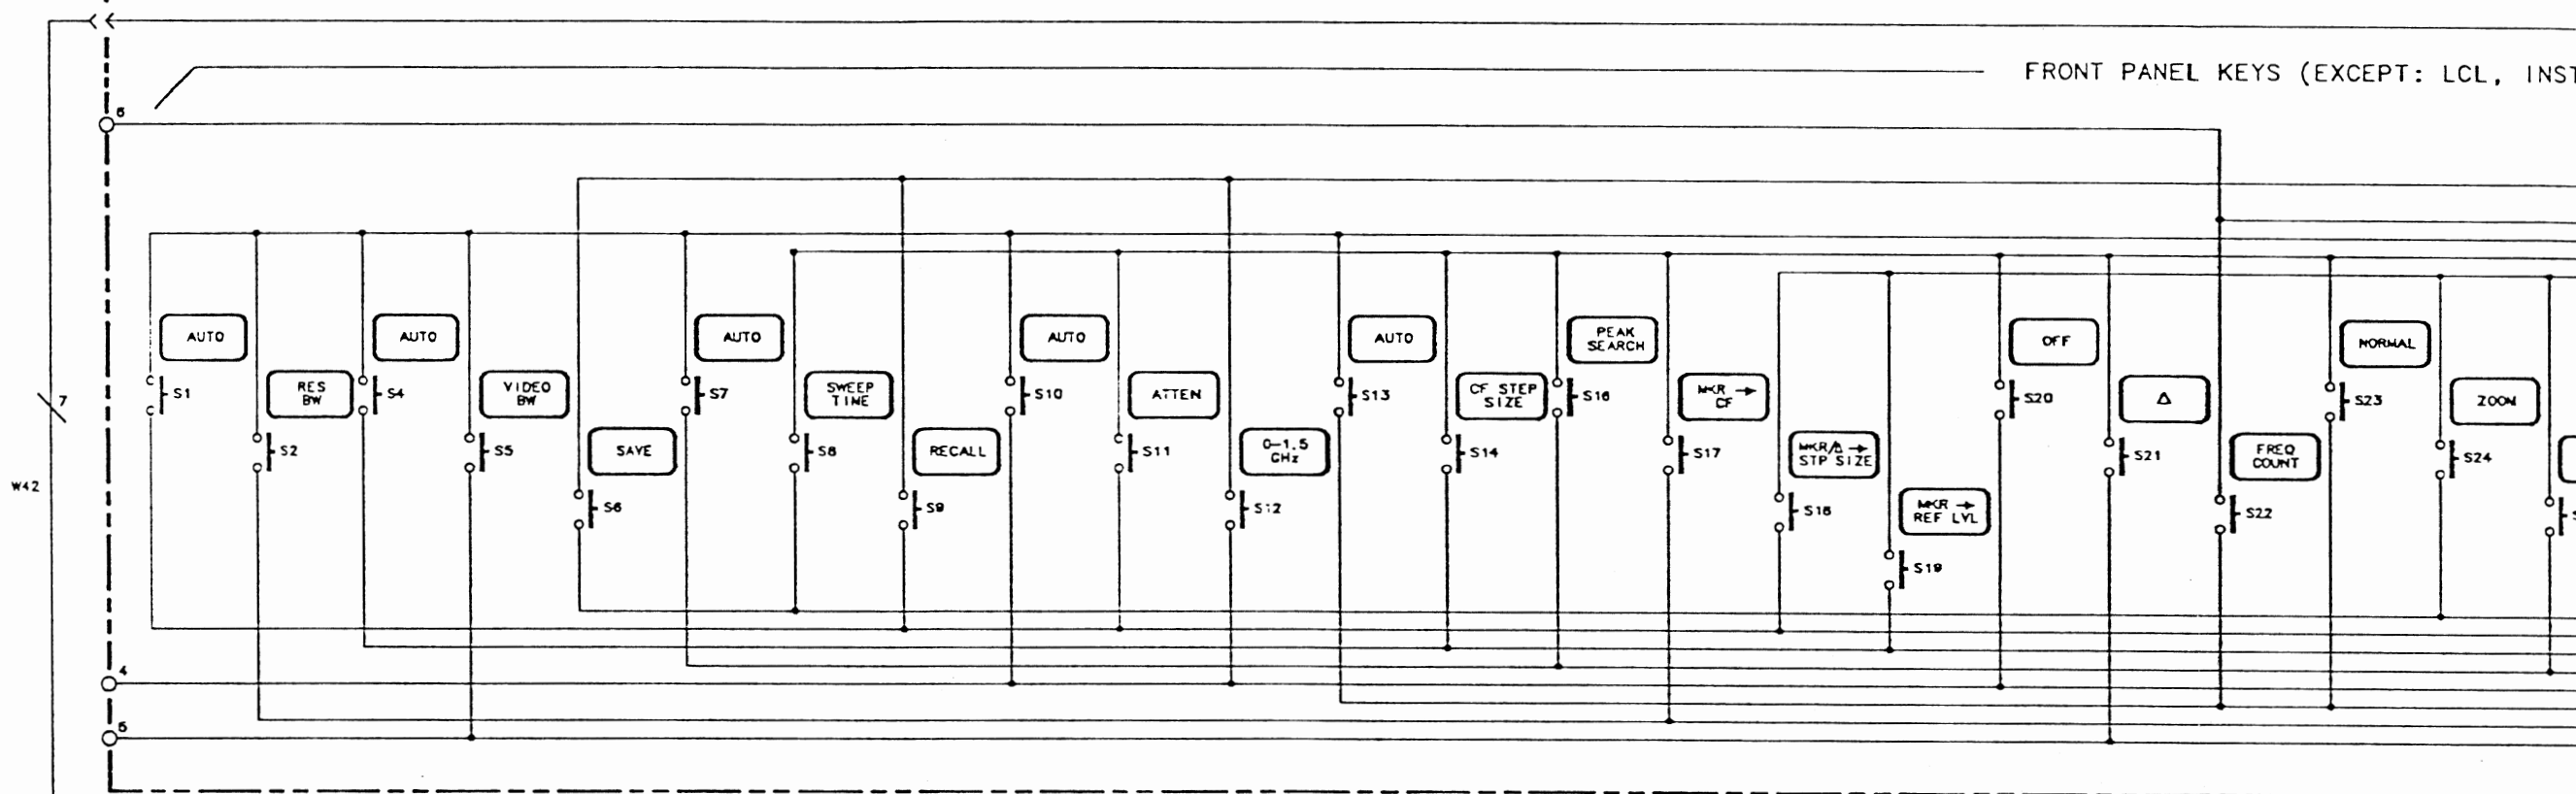 FRONT PANEL KEYS (EXCEPT: LCL, INST
6
AUTO
AUTO
AUTO
AUTO
AUTO
PEAK
SEARCH
OFF
NORMAL
RES
BW
VIDEO
BW
SWEEP
TIME
ATTEN
CF STEP
SIZE
MKR →
CF
Δ
ZOOM
S1
S4
S7
S10
S13
S16
S20
S23
7
SAVE
RECALL
0-1.5
GHz
MKR/Δ →
STP SIZE
FREQ
COUNT
S2
S5
S8
S11
S14
S17
S21
S24
W42
MKR →
REF LVL
S6
S9
S12
S18
S22
S19
4
5